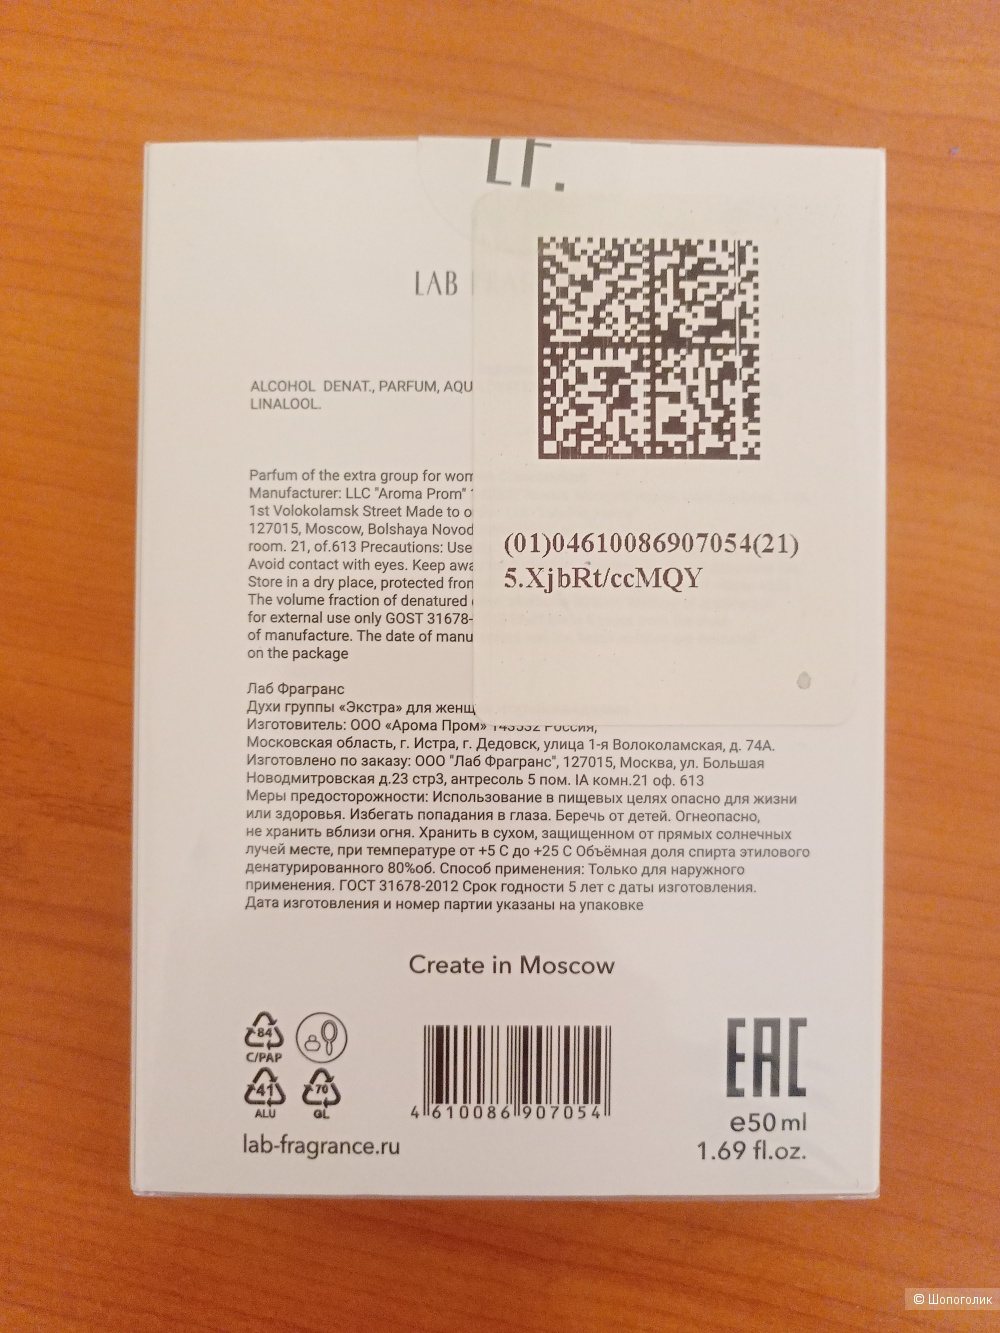 LF.
LAB
ALCOHOL DENAT., PARFUM, AQU
LINALOOL.
(01)04610086907054(21)
5.XjbRt/ccMQY
Parfum of the extra group for wom
Manufacturer: LLC "Aroma Prom"
1st Volokolamsk Street Made to o
127015, Moscow, Bolshaya Novod
room. 21, of.613 Precautions: Use
Avoid contact with eyes. Keep awa
Store in a dry place, protected from
The volume fraction of denatured
for external use only GOST 31678-
of manufacture. The date of manu
on the package
Лаб Фрагранс
Духи группы «Экстра» для женщ
Изготовитель: ООО «Арома Пром» 143532 Россия,
Московская область, г. Истра, г. Дедовск, улица 1-я Волоколамская, д. 74А.
Изготовлено по заказу: ООО "Лаб Фрагранс", 127015, Москва, ул. Большая
Новодмитровская д.23 стр3, антресоль 5 пом. IА комн.21 оф. 613
Меры предосторожности: Использование в пищевых целях опасно для жизни
или здоровья. Избегать попадания в глаза. Беречь от детей. Огнеопасно,
не хранить вблизи огня. Хранить в сухом, защищенном от прямых солнечных
лучей месте, при температуре от +5 С до +25 С Объёмная доля спирта этилового
денатурированного 80%об. Способ применения: Только для наружного
применения. ГОСТ 31678-2012 Срок годности 5 лет с даты изготовления.
Дата изготовления и номер партии указаны на упаковке
Create in Moscow
84
C/PAP
41
ALU
70
GL
4 610086 907054
EAC
e50 ml
1.69 fl.oz.
lab-fragrance.ru
© Шопоголик